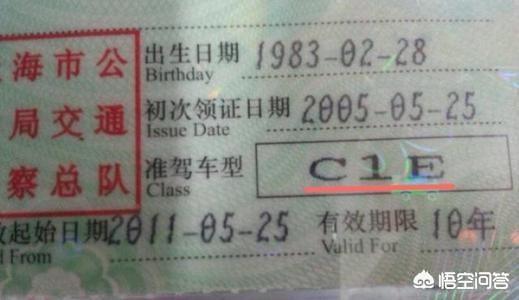 海市公
局交通
察总队
出生日期 1983-02-28
Birthday
初次领证日期 2005-05-25
Issue Date
准驾车型 C1E
Class
起始日期 2011-05-25 有效期限 10年
From Valid For
悟空问答